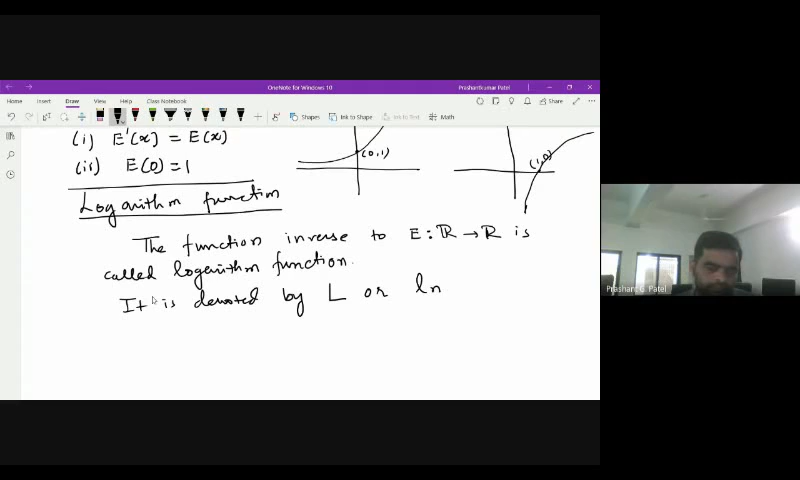 OneNote for Windows 10
Prashantkumar Patel
Home Insert Draw View Help Class Notebook
Share
Shapes Ink to Shape Ink to Text Math
(i) E'(x) = E(x)
(ii) E(0) = 1
(0,1)
(1,0)
Logarithm function
The function inverse to E : ℝ → ℝ is
called logarithm function.
It is denoted by L or ln
Prashant G. Patel